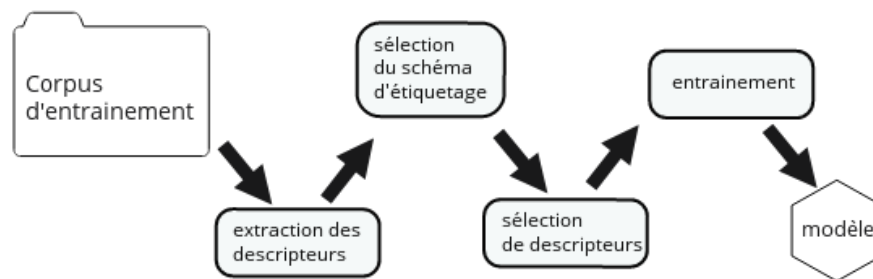 Corpus
d'entrainement
extraction des
descripteurs
sélection
du schéma
d'étiquetage
sélection
de descripteurs
entrainement
modèle